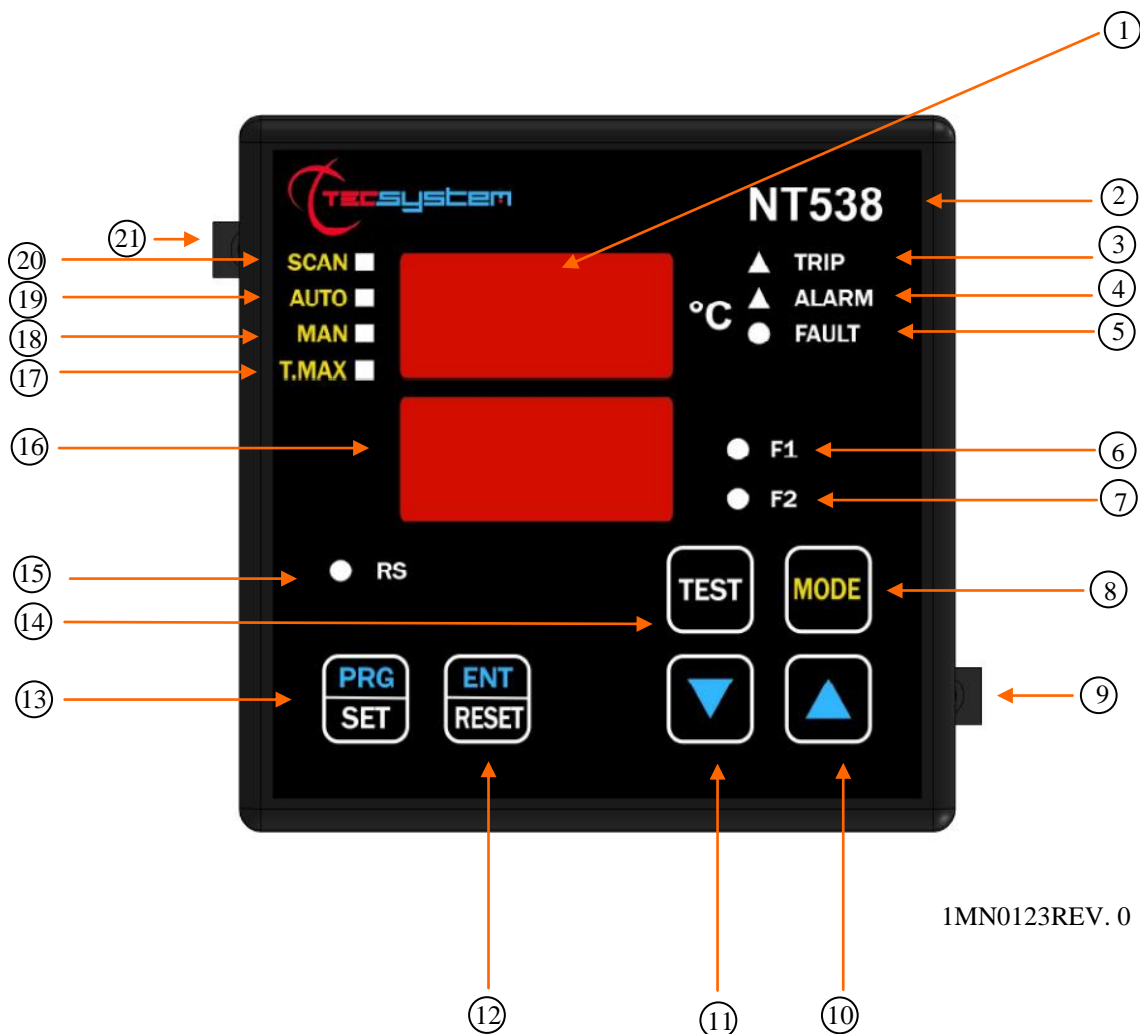 1
TECSYSTEM
NT538
2
21
3
20
SCAN
TRIP
19
AUTO
°C
ALARM
4
18
MAN
FAULT
5
17
T.MAX
16
F1
6
F2
7
15
RS
TEST
MODE
8
14
13
PRG
SET
ENT
RESET
9
1MN0123REV. 0
12
11
10